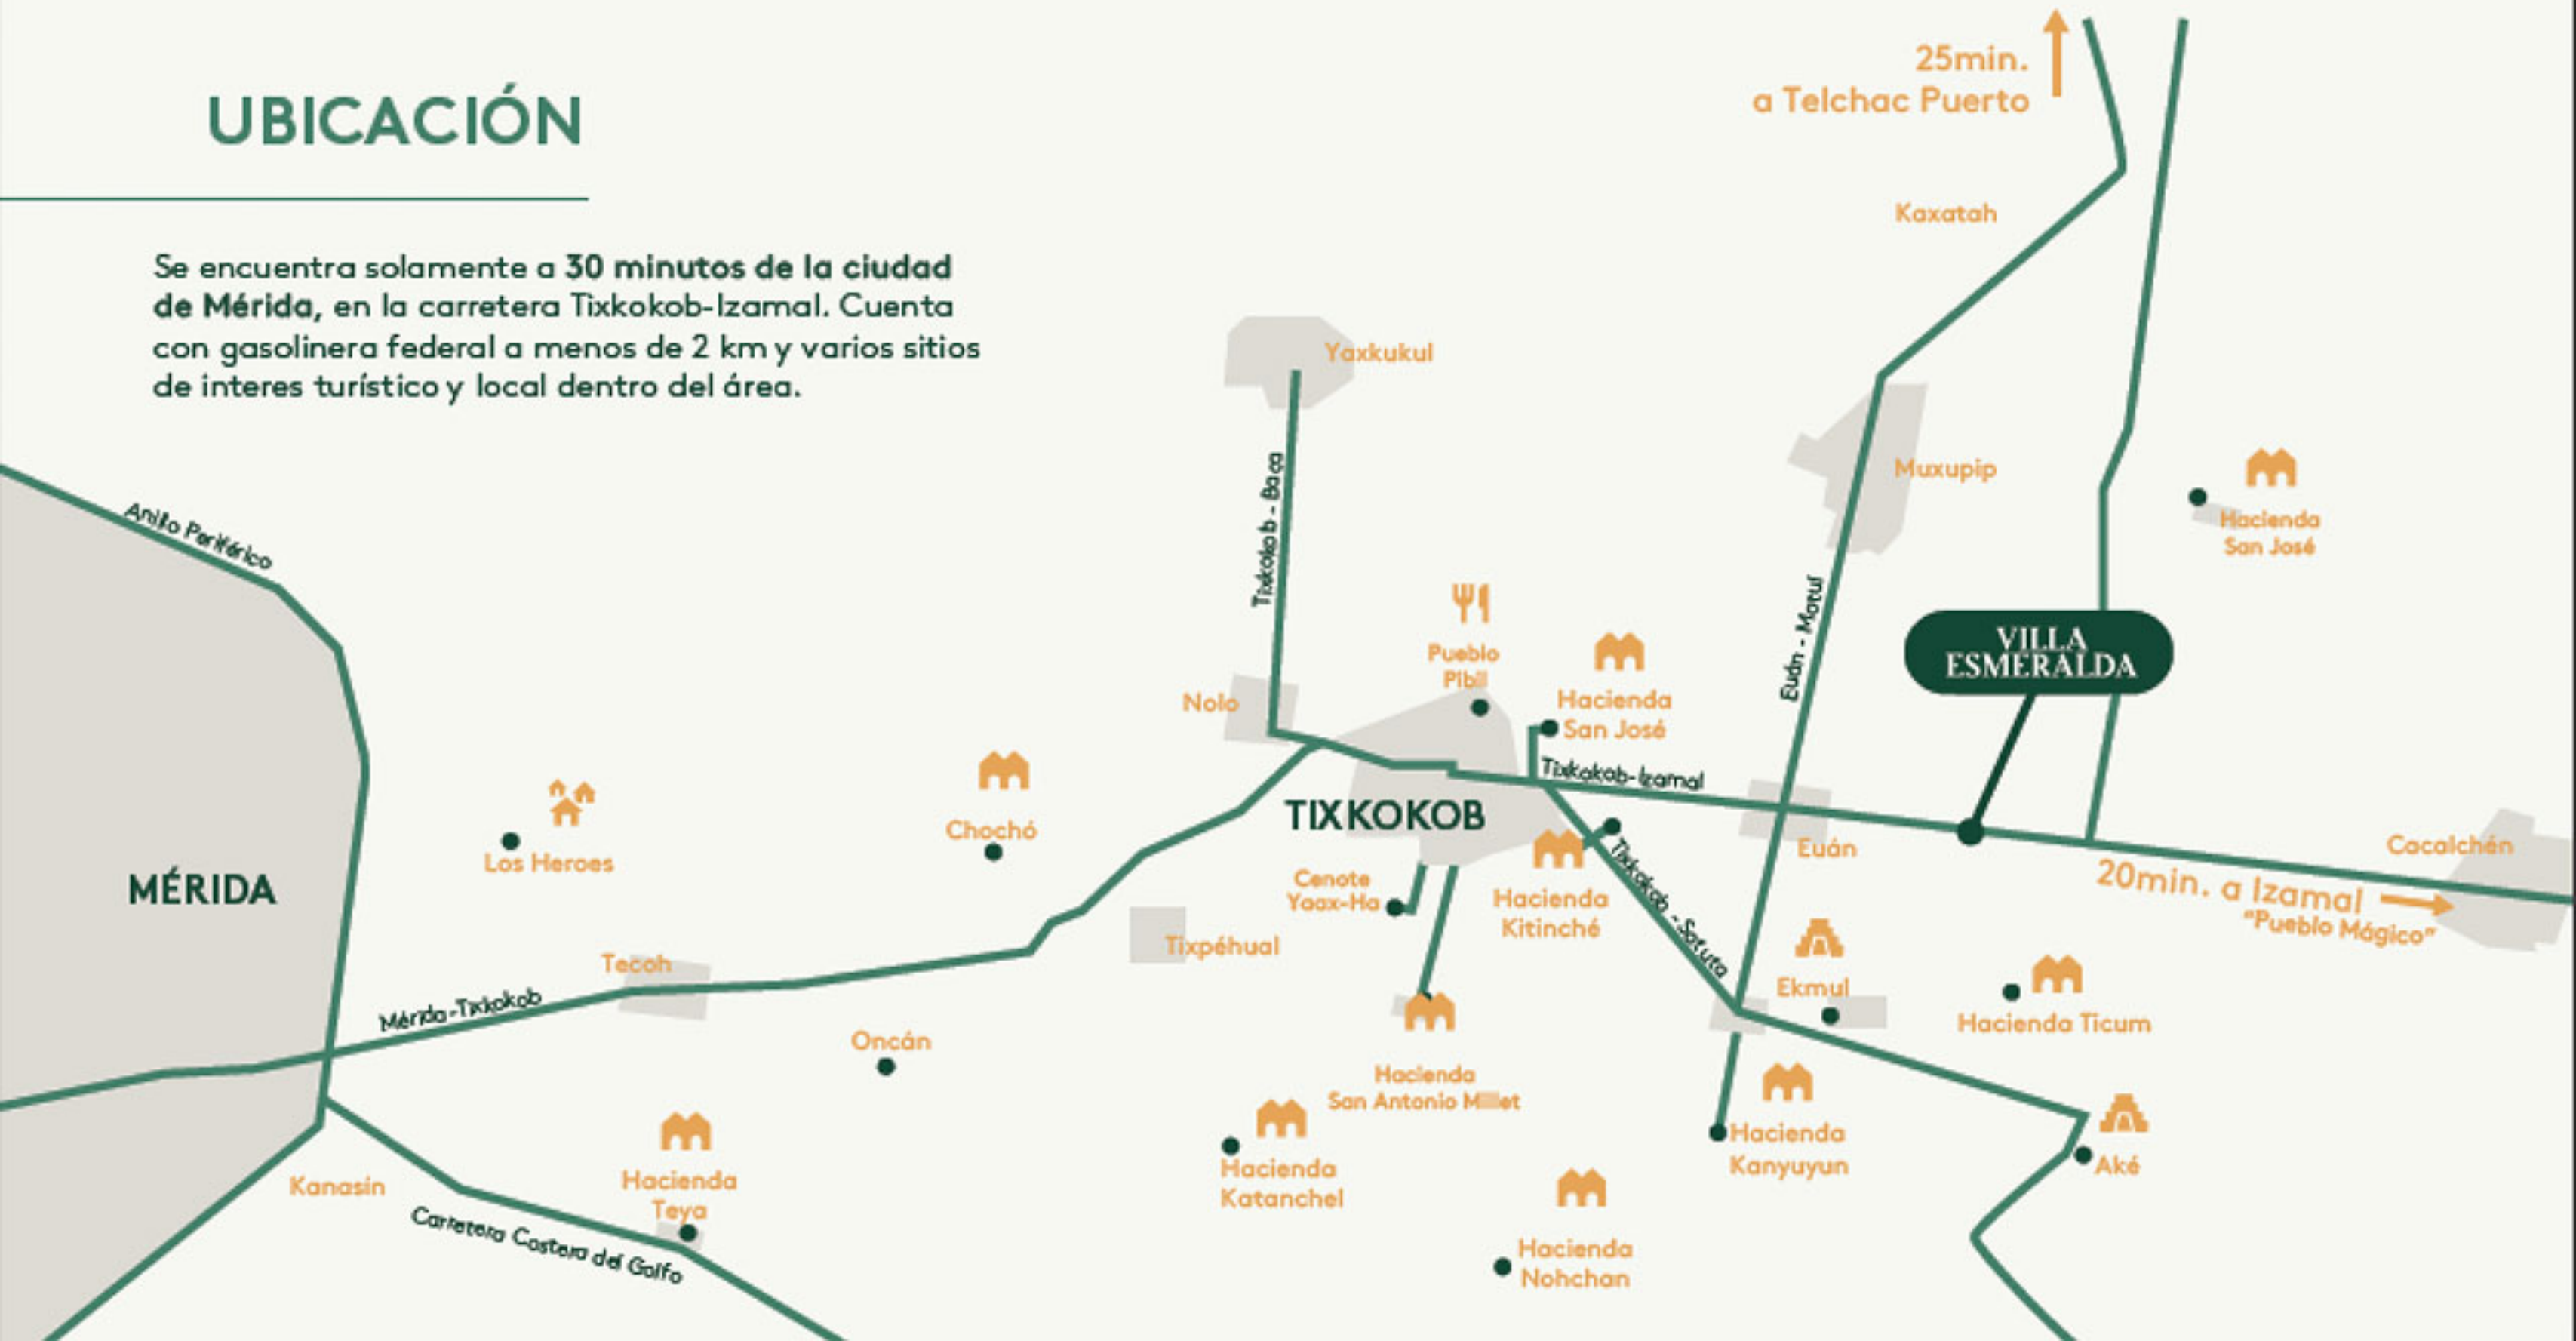 UBICACIÓN
Se encuentra solamente a 30 minutos de la ciudad
de Mérida, en la carretera Tixkokob-Izamal. Cuenta
con gasolinera federal a menos de 2 km y varios sitios
de interes turístico y local dentro del área.
25min.
a Telchac Puerto
Kaxatah
Yaxkukul
Muxupip
Hacienda
San José
Anillo Periférico
Tixkokob - Baca
Euán - Motul
Pueblo
Pibil
Hacienda
San José
VILLA
ESMERALDA
Nolo
Tixkokob-Izamal
Chochó
TIXKOKOB
Los Heroes
MÉRIDA
Euán
Cacalchén
20min. a Izamal
"Pueblo Mágico"
Cenote
Yaax-Ha
Hacienda
Kitinché
Tixkokob - Sotuta
Tixpéhual
Tecoh
Mérida-Tixkokob
Ekmul
Hacienda Ticum
Oncán
Hacienda
San Antonio Millet
Hacienda
Katanchel
Hacienda
Kanyuyun
Aké
Kanasin
Hacienda
Teya
Carretera Costera del Golfo
Hacienda
Nohchan